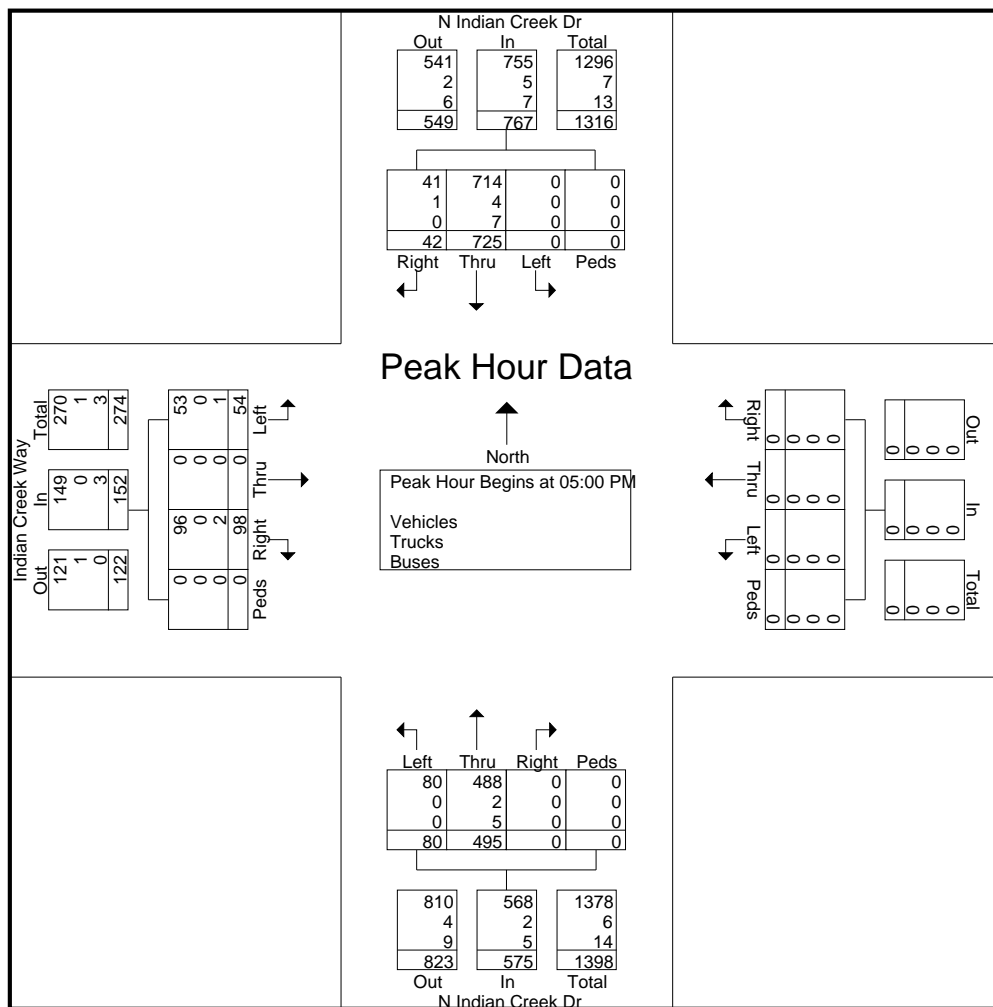 N Indian Creek Dr
Out In Total
541 755 1296
2 5 7
6 7 13
549 767 1316
41 714 0 0
1 4 0 0
0 7 0 0
42 725 0 0
Right Thru Left Peds
Peak Hour Data
North
Peak Hour Begins at 05:00 PM
Vehicles
Trucks
Buses
Indian Creek Way
Out In Total
121 149 270
1 0 1
0 3 3
122 152 274
Peds Right Thru Left
0 96 0 53
0 0 0 0
0 2 0 1
0 98 0 54
Right Thru Left Peds
0 0 0 0
0 0 0 0
0 0 0 0
0 0 0 0
Out In Total
0 0 0
0 0 0
0 0 0
0 0 0
Left Thru Right Peds
80 488 0 0
0 2 0 0
0 5 0 0
80 495 0 0
810 568 1378
4 2 6
9 5 14
823 575 1398
Out In Total
N Indian Creek Dr